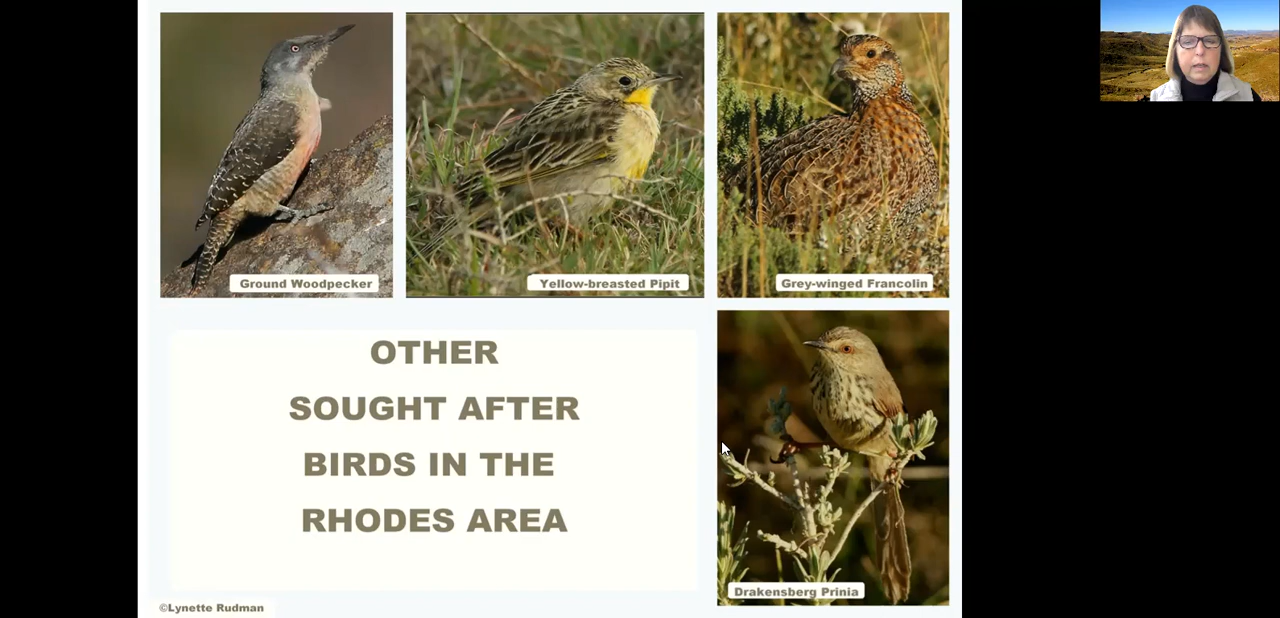 Ground Woodpecker
Yellow-breasted Pipit
Grey-winged Francolin
OTHER
SOUGHT AFTER
BIRDS IN THE
RHODES AREA
Drakensberg Prinia
©Lynette Rudman